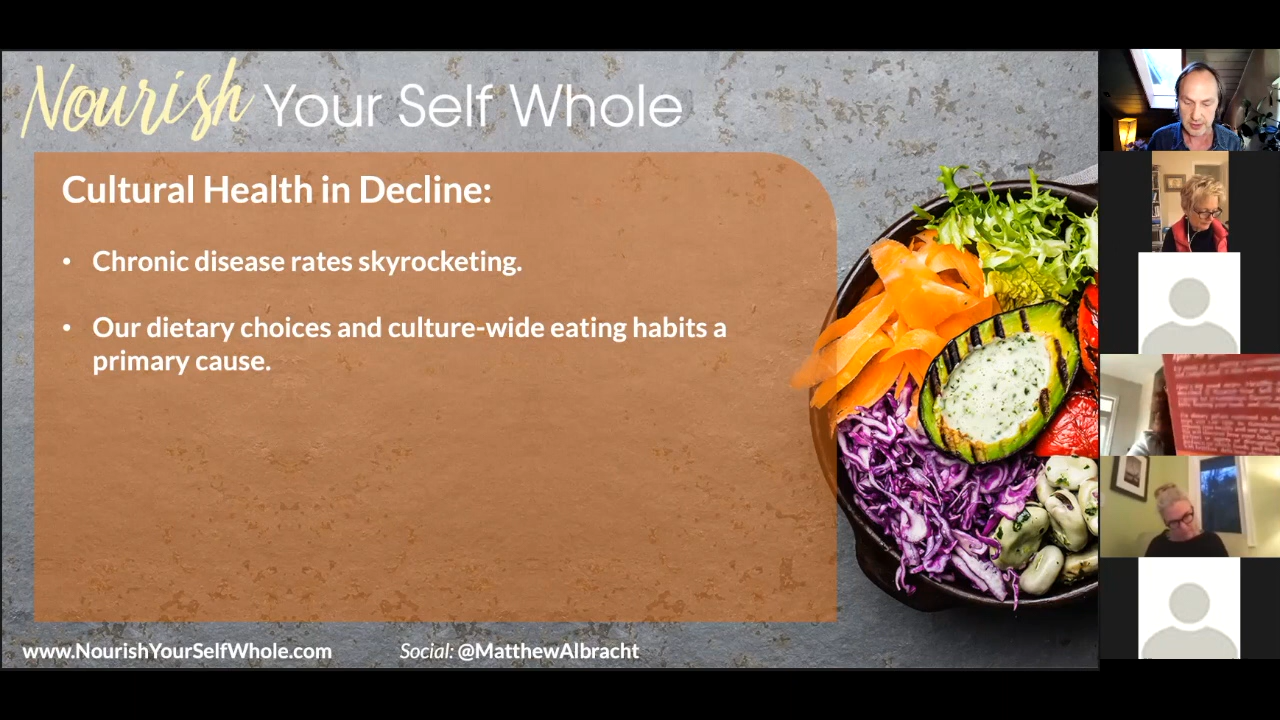 Nourish Your Self Whole
Cultural Health in Decline:
• Chronic disease rates skyrocketing.
• Our dietary choices and culture-wide eating habits a
primary cause.
www.NourishYourSelfWhole.com Social: @MatthewAlbracht